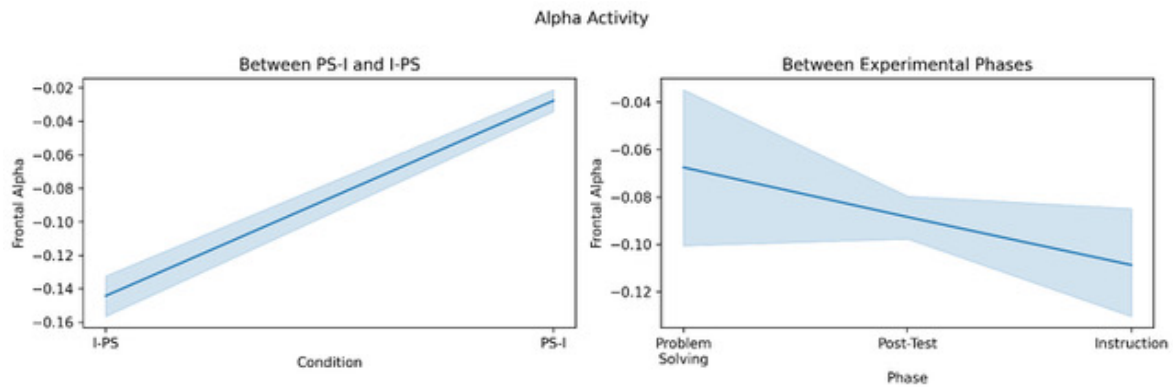 Alpha Activity
Between PS-I and I-PS
−0.02
−0.04
−0.06
−0.08
−0.10
−0.12
−0.14
−0.16
Frontal Alpha
I-PS
PS-I
Condition
Between Experimental Phases
−0.04
−0.06
−0.08
−0.10
−0.12
Frontal Alpha
Problem
Solving
Post-Test
Instruction
Phase